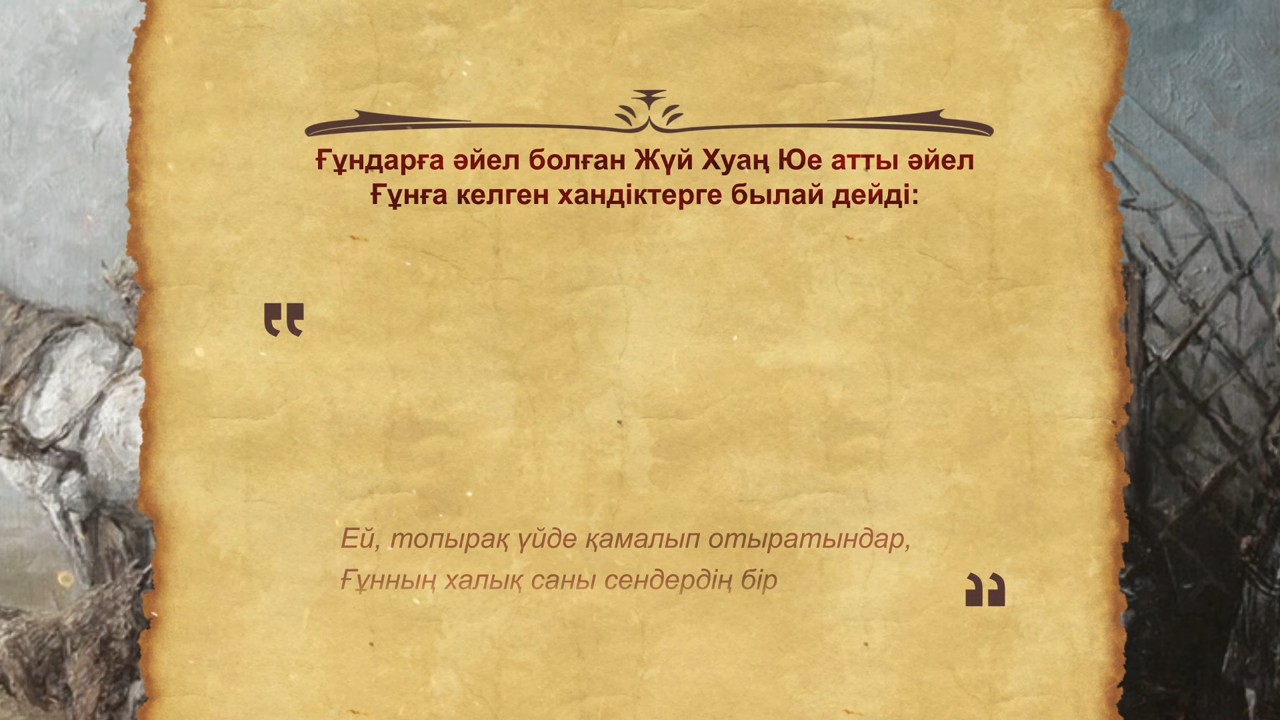 Ғұндарға әйел болған Жүй Хуаң Юе атты әйел
Ғұнға келген хандіктерге былай дейді:
Ей, топырақ үйде қамалып отыратындар,
Ғұнның халық саны сендердің бір